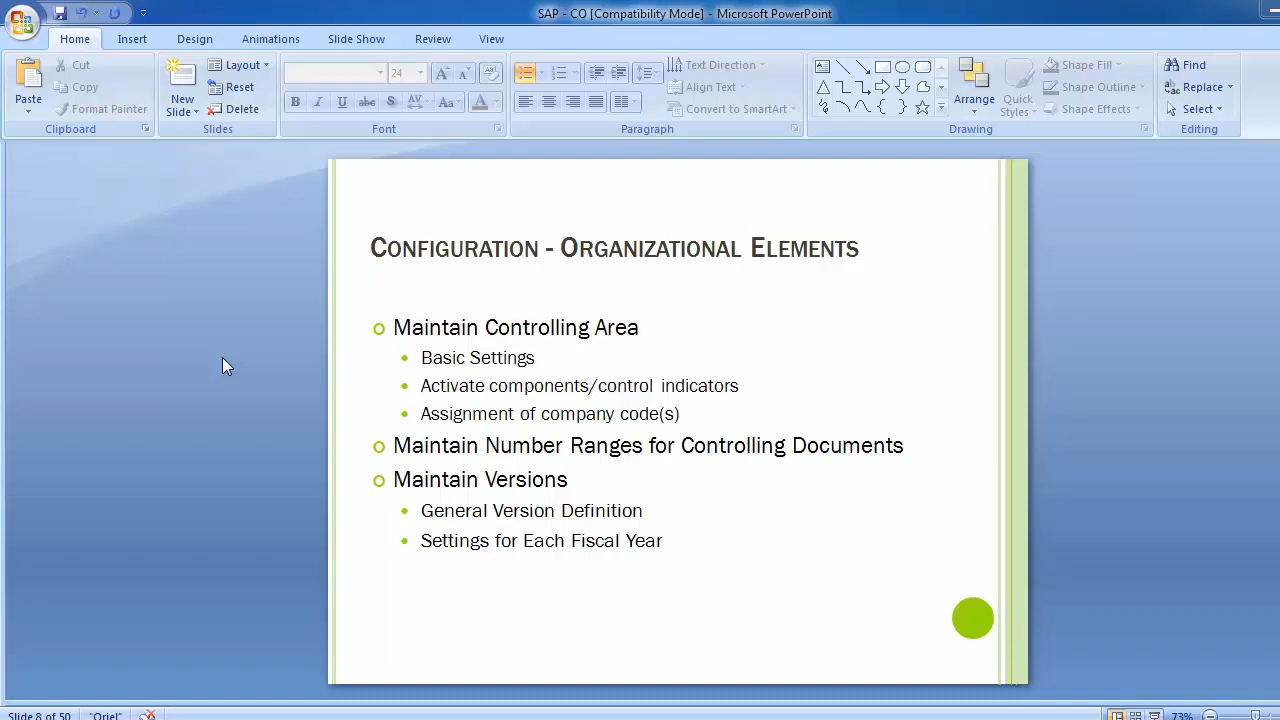 SAP - CO [Compatibility Mode] - Microsoft PowerPoint
Home Insert Design Animations Slide Show Review View
Paste
Cut
Copy
Format Painter
Clipboard
New Slide
Layout
Reset
Delete
Slides
24
Font
Text Direction
Align Text
Convert to SmartArt
Paragraph
Arrange
Quick Styles
Shape Fill
Shape Outline
Shape Effects
Drawing
Find
Replace
Select
Editing
CONFIGURATION - ORGANIZATIONAL ELEMENTS
Maintain Controlling Area
Basic Settings
Activate components/control indicators
Assignment of company code(s)
Maintain Number Ranges for Controlling Documents
Maintain Versions
General Version Definition
Settings for Each Fiscal Year
Slide 8 of 50 "Oriel" 73%